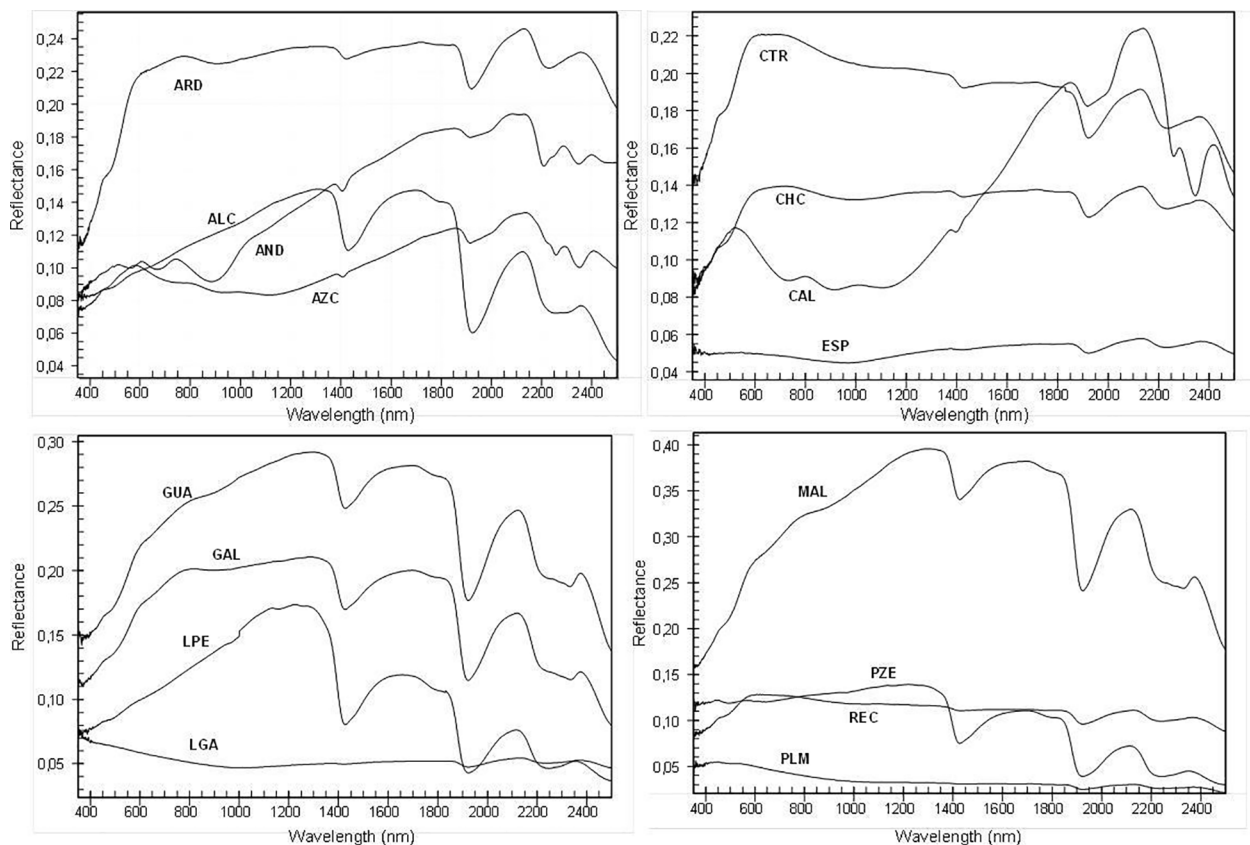 0,24
0,22
0,20
0,18
0,16
0,14
0,12
0,10
0,08
0,06
0,04
Reflectance
ARD
ALC
AND
AZC
400 600 800 1000 1200 1400 1600 1800 2000 2200 2400
Wavelength (nm)
0,22
0,20
0,18
0,16
0,14
0,12
0,10
0,08
0,06
0,04
Reflectance
CTR
CHC
CAL
ESP
400 600 800 1000 1200 1400 1600 1800 2000 2200 2400
Wavelength (nm)
0,30
0,25
0,20
0,15
0,10
0,05
Reflectance
GUA
GAL
LPE
LGA
400 600 800 1000 1200 1400 1600 1800 2000 2200 2400
Wavelength (nm)
0,40
0,35
0,30
0,25
0,20
0,15
0,10
0,05
Reflectance
MAL
PZE
REC
PLM
400 600 800 1000 1200 1400 1600 1800 2000 2200 2400
Wavelength (nm)